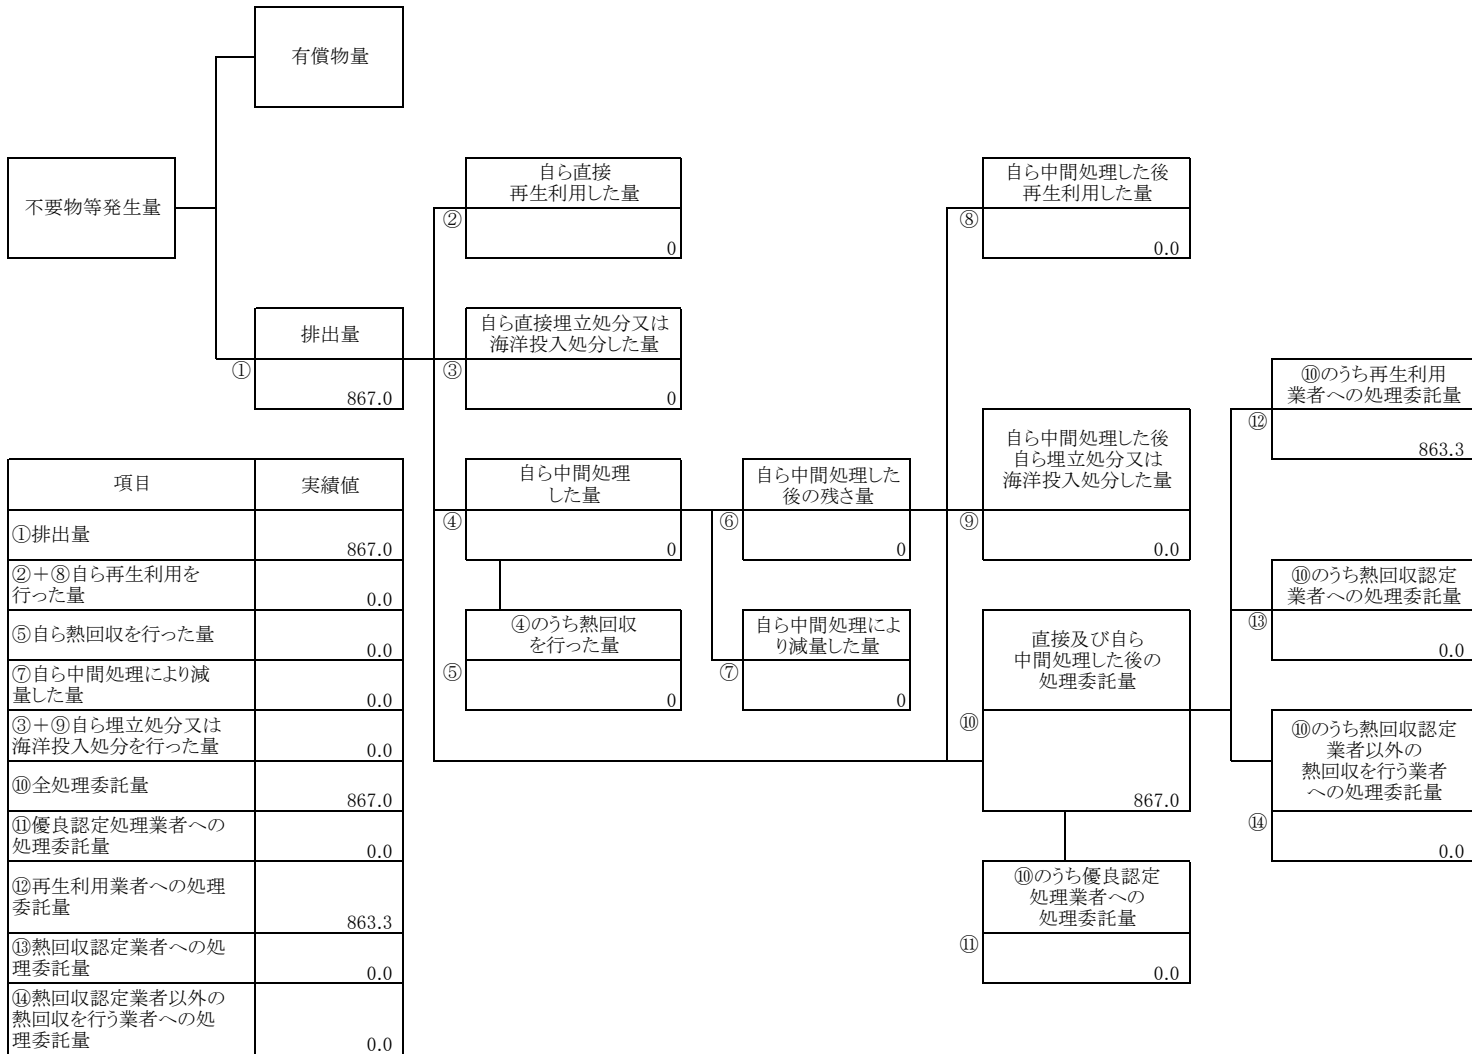 有償物量
不要物等発生量
自ら直接
再生利用した量
②
0
自ら中間処理した後
再生利用した量
⑧
0.0
排出量
①
867.0
自ら直接埋立処分又は
海洋投入処分した量
③
0
⑩のうち再生利用
業者への処理委託量
⑫
863.3
自ら中間処理
した量
④
0
自ら中間処理した
後の残さ量
⑥
0
自ら中間処理した後
自ら埋立処分又は
海洋投入処分した量
⑨
0.0
⑩のうち熱回収認定
業者への処理委託量
⑬
0.0
④のうち熱回収
を行った量
⑤
0
自ら中間処理によ
り減量した量
⑦
0
直接及び自ら
中間処理した後の
処理委託量
⑩
867.0
⑩のうち熱回収認定
業者以外の
熱回収を行う業者
への処理委託量
⑭
0.0
⑩のうち優良認定
処理業者への
処理委託量
⑪
0.0
項目 実績値
①排出量
867.0
②＋⑧自ら再生利用を
行った量
0.0
⑤自ら熱回収を行った量
0.0
⑦自ら中間処理により減
量した量
0.0
③＋⑨自ら埋立処分又は
海洋投入処分を行った量
0.0
⑩全処理委託量
867.0
⑪優良認定処理業者への
処理委託量
0.0
⑫再生利用業者への処理
委託量
863.3
⑬熱回収認定業者への処
理委託量
0.0
⑭熱回収認定業者以外の
熱回収を行う業者への処
理委託量
0.0